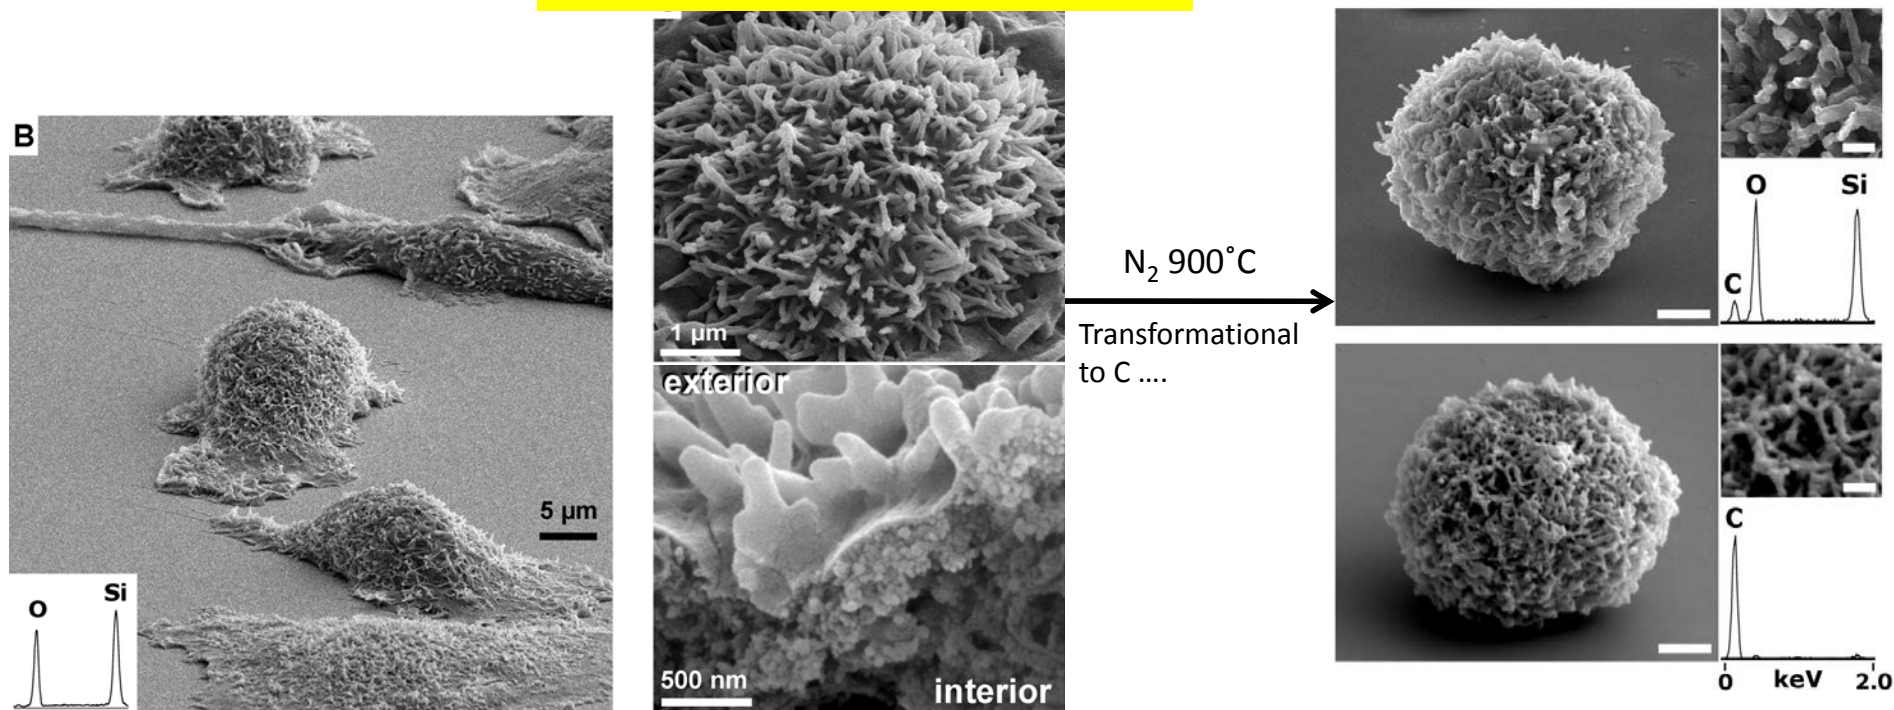 B
5 µm
O
Si
1 µm
exterior
500 nm
interior
N₂ 900˚C
Transformational
to C ....
O
Si
C
C
0
keV
2.0